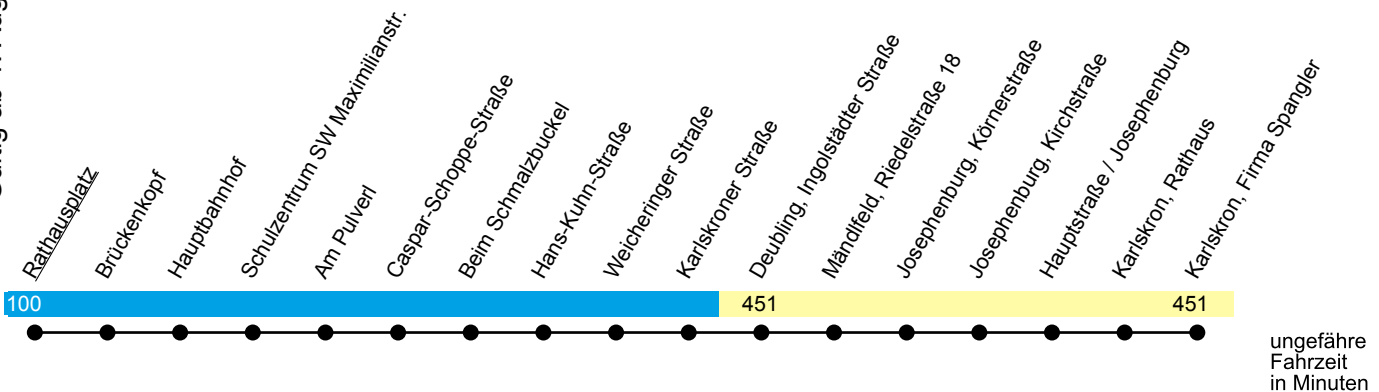 Rathausplatz
Brückenkopf
Hauptbahnhof
Schulzentrum SW Maximilianstr.
Am Pulverl
Caspar-Schoppe-Straße
Beim Schmalzbuckel
Hans-Kuhn-Straße
Weicheringer Straße
Karlskroner Straße
Deubling, Ingolstädter Straße
Mändlfeld, Riedelstraße 18
Josephenburg, Körnerstraße
Josephenburg, Kirchstraße
Hauptstraße / Josephenburg
Karlskron, Rathaus
Karlskron, Firma Spangler
100 451 451
ungefähre
Fahrzeit
in Minuten